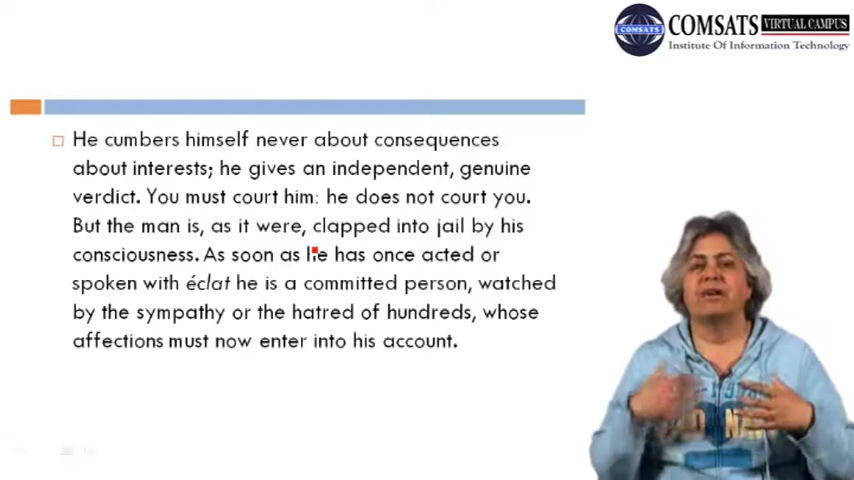 COMSATS VIRTUAL CAMPUS
COMSATS
Institute Of Information Technology
He cumbers himself never about consequences
about interests; he gives an independent, genuine
verdict. You must court him: he does not court you.
But the man is, as it were, clapped into jail by his
consciousness. As soon as he has once acted or
spoken with éclat he is a committed person, watched
by the sympathy or the hatred of hundreds, whose
affections must now enter into his account.